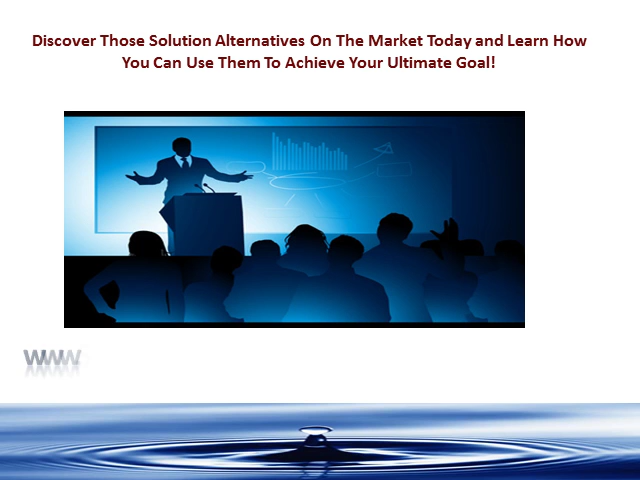 Discover Those Solution Alternatives On The Market Today and Learn How
You Can Use Them To Achieve Your Ultimate Goal!
www.